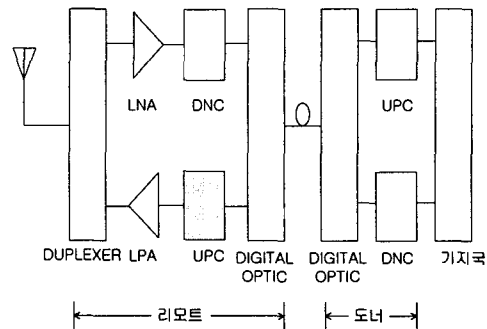 LNA
DNC
UPC
DUPLEXER
LPA
UPC
DIGITAL
OPTIC
DIGITAL
OPTIC
DNC
기지국
리모트
도너